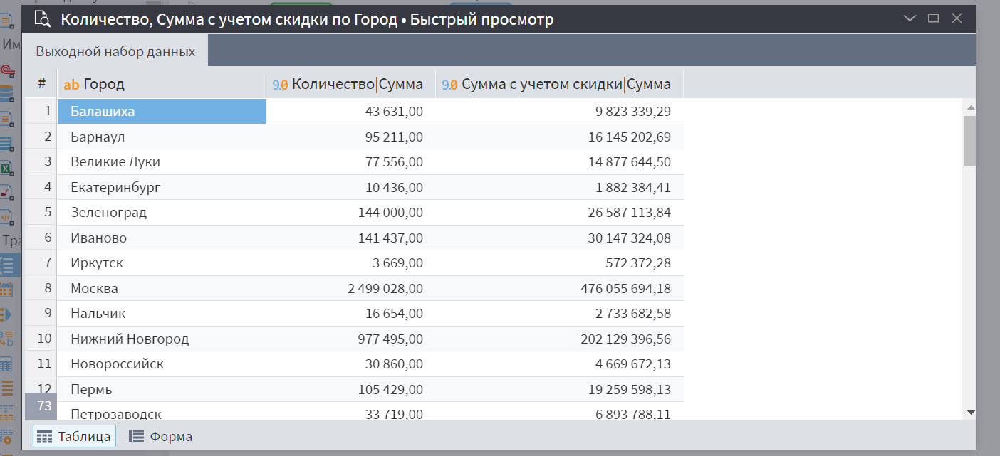 Количество, Сумма с учетом скидки по Город • Быстрый просмотр
Им
Выходной набор данных
# ab Город 9.0 Количество|Сумма 9.0 Сумма с учетом скидки|Сумма
1 Балашиха 43 631,00 9 823 339,29
2 Барнаул 95 211,00 16 145 202,69
3 Великие Луки 77 556,00 14 877 644,50
4 Екатеринбург 10 436,00 1 882 384,41
5 Зеленоград 144 000,00 26 587 113,84
6 Иваново 141 437,00 30 147 324,08
Тра
7 Иркутск 3 669,00 572 372,28
8 Москва 2 499 028,00 476 055 694,18
9 Нальчик 16 654,00 2 733 682,58
10 Нижний Новгород 977 495,00 202 129 396,56
11 Новороссийск 30 860,00 4 669 672,13
12 Пермь 105 429,00 19 259 598,13
73 Петрозаводск 33 719,00 6 893 788,11
Таблица Форма